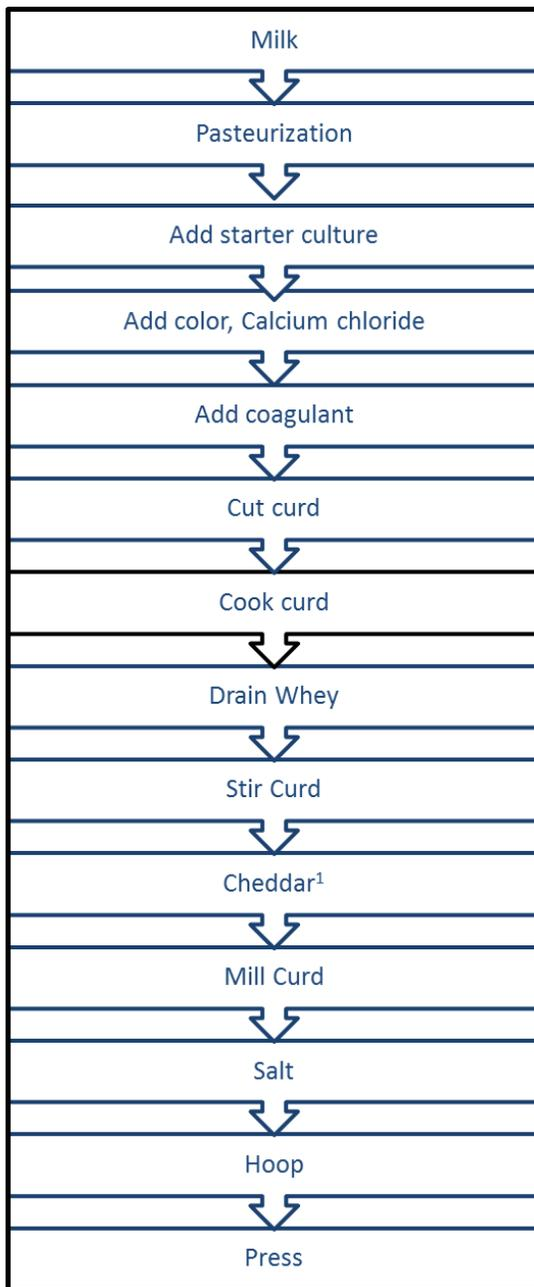 Milk
Pasteurization
Add starter culture
Add color, Calcium chloride
Add coagulant
Cut curd
Cook curd
Drain Whey
Stir Curd
Cheddar¹
Mill Curd
Salt
Hoop
Press